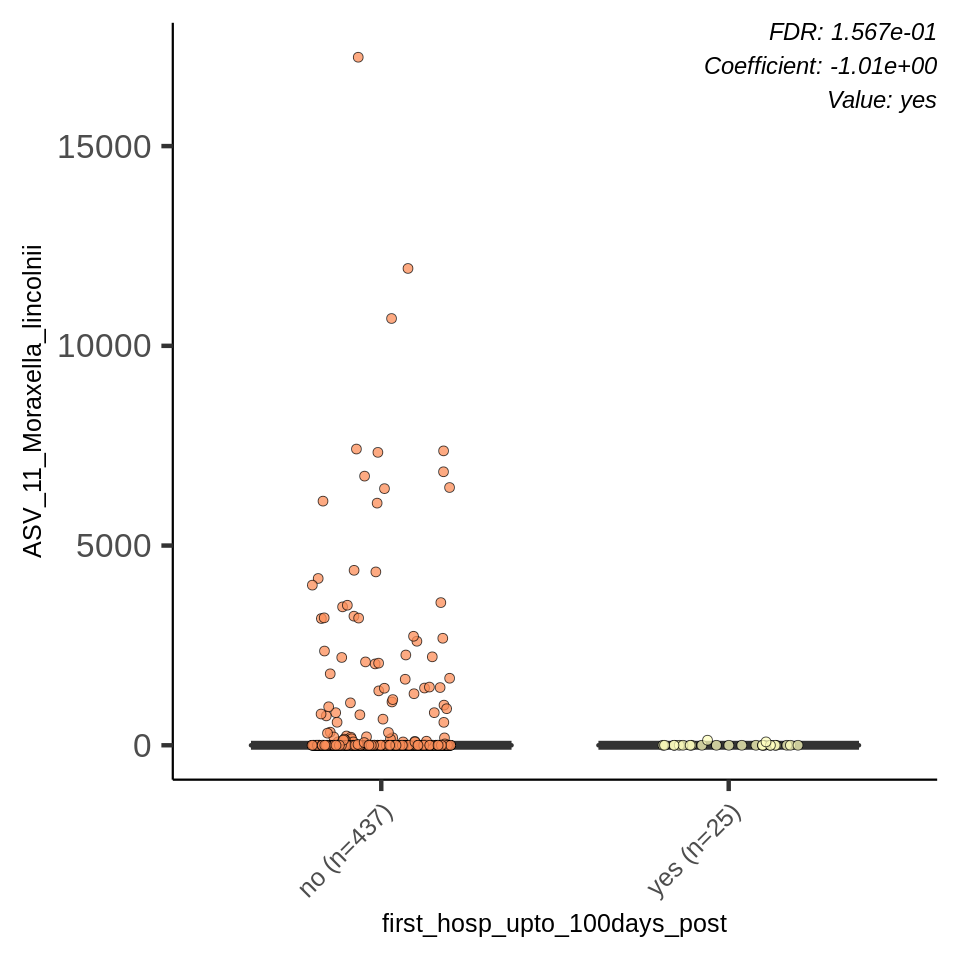 FDR: 1.567e-01
Coefficient: -1.01e+00
Value: yes
15000
10000
5000
0
ASV_11_Moraxella_lincolnii
no (n=437)
yes (n=25)
first_hosp_upto_100days_post